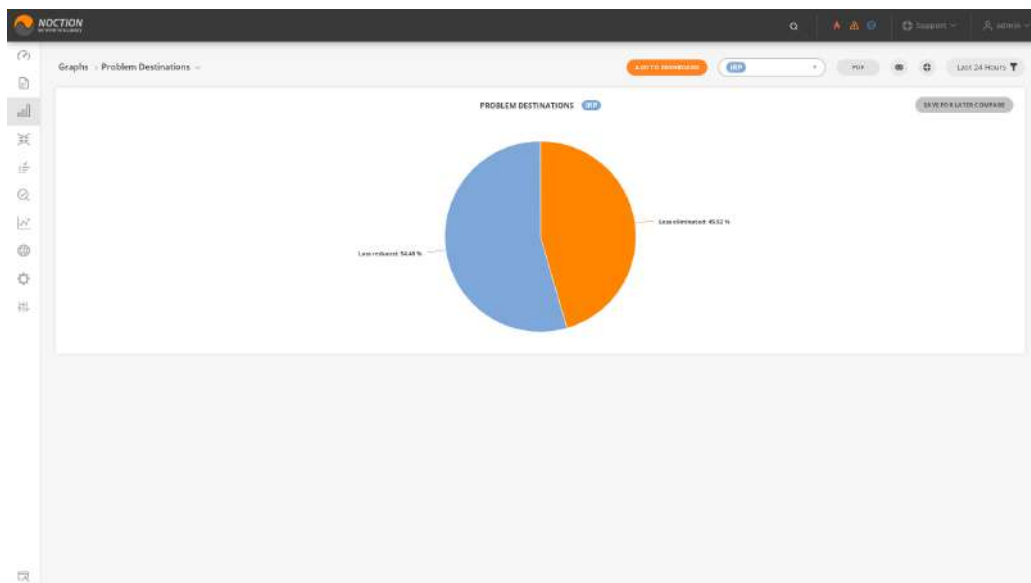 NOCTION
Support
admin
Graphs
Problem Destinations
ADD TO DASHBOARD
IRP
PDF
Last 24 Hours
PROBLEM DESTINATIONS IRP
SAVE FOR LATER COMPARE
Loss eliminated: 45.52 %
Loss reduced: 54.48 %